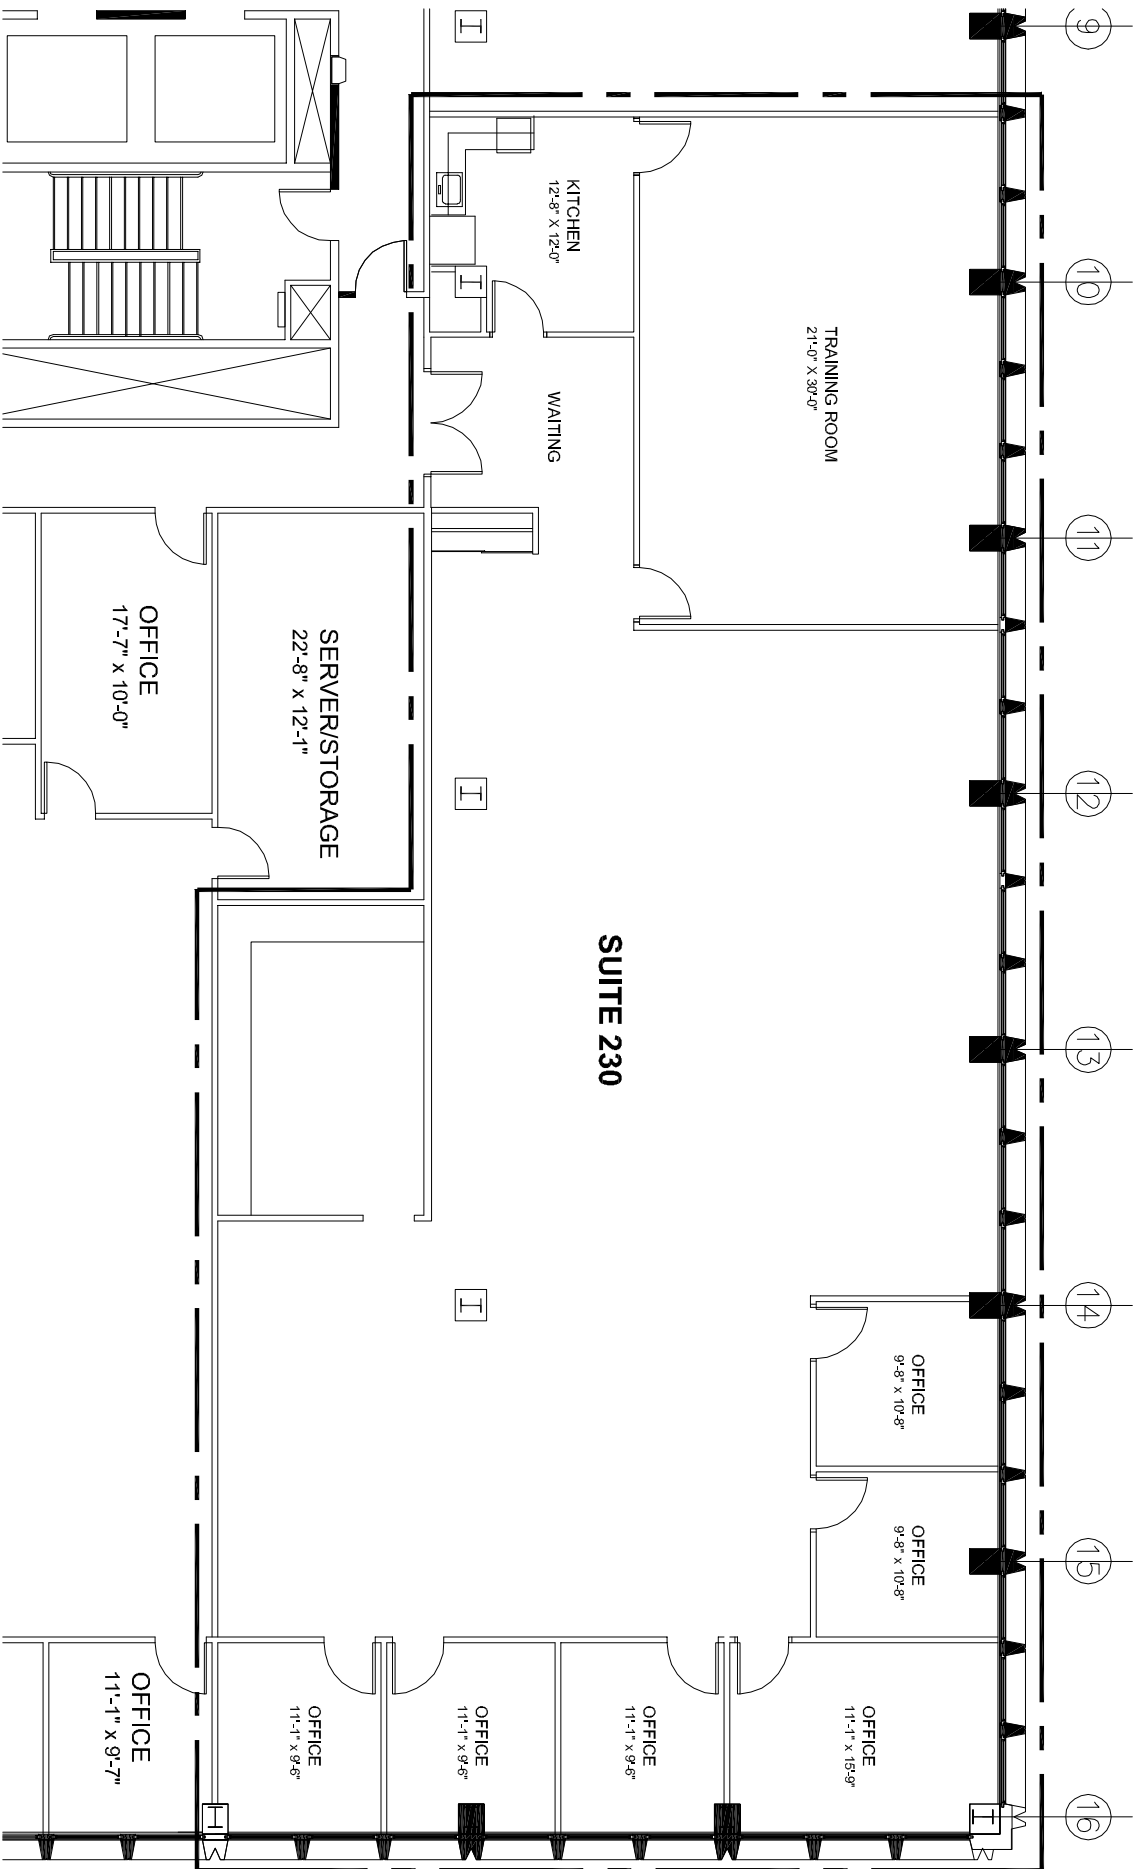 9
10
11
12
13
14
15
16
KITCHEN
12'-8" X 12'-0"
TRAINING ROOM
21'-0" X 30'-0"
WAITING
OFFICE
17'-7" x 10'-0"
SERVER/STORAGE
22'-8" x 12'-1"
SUITE 230
OFFICE
9'-8" x 10'-8"
OFFICE
9'-8" x 10'-8"
OFFICE
11'-1" x 9'-7"
OFFICE
11'-1" x 9'-6"
OFFICE
11'-1" x 9'-6"
OFFICE
11'-1" x 9'-6"
OFFICE
11'-1" x 15'-9"